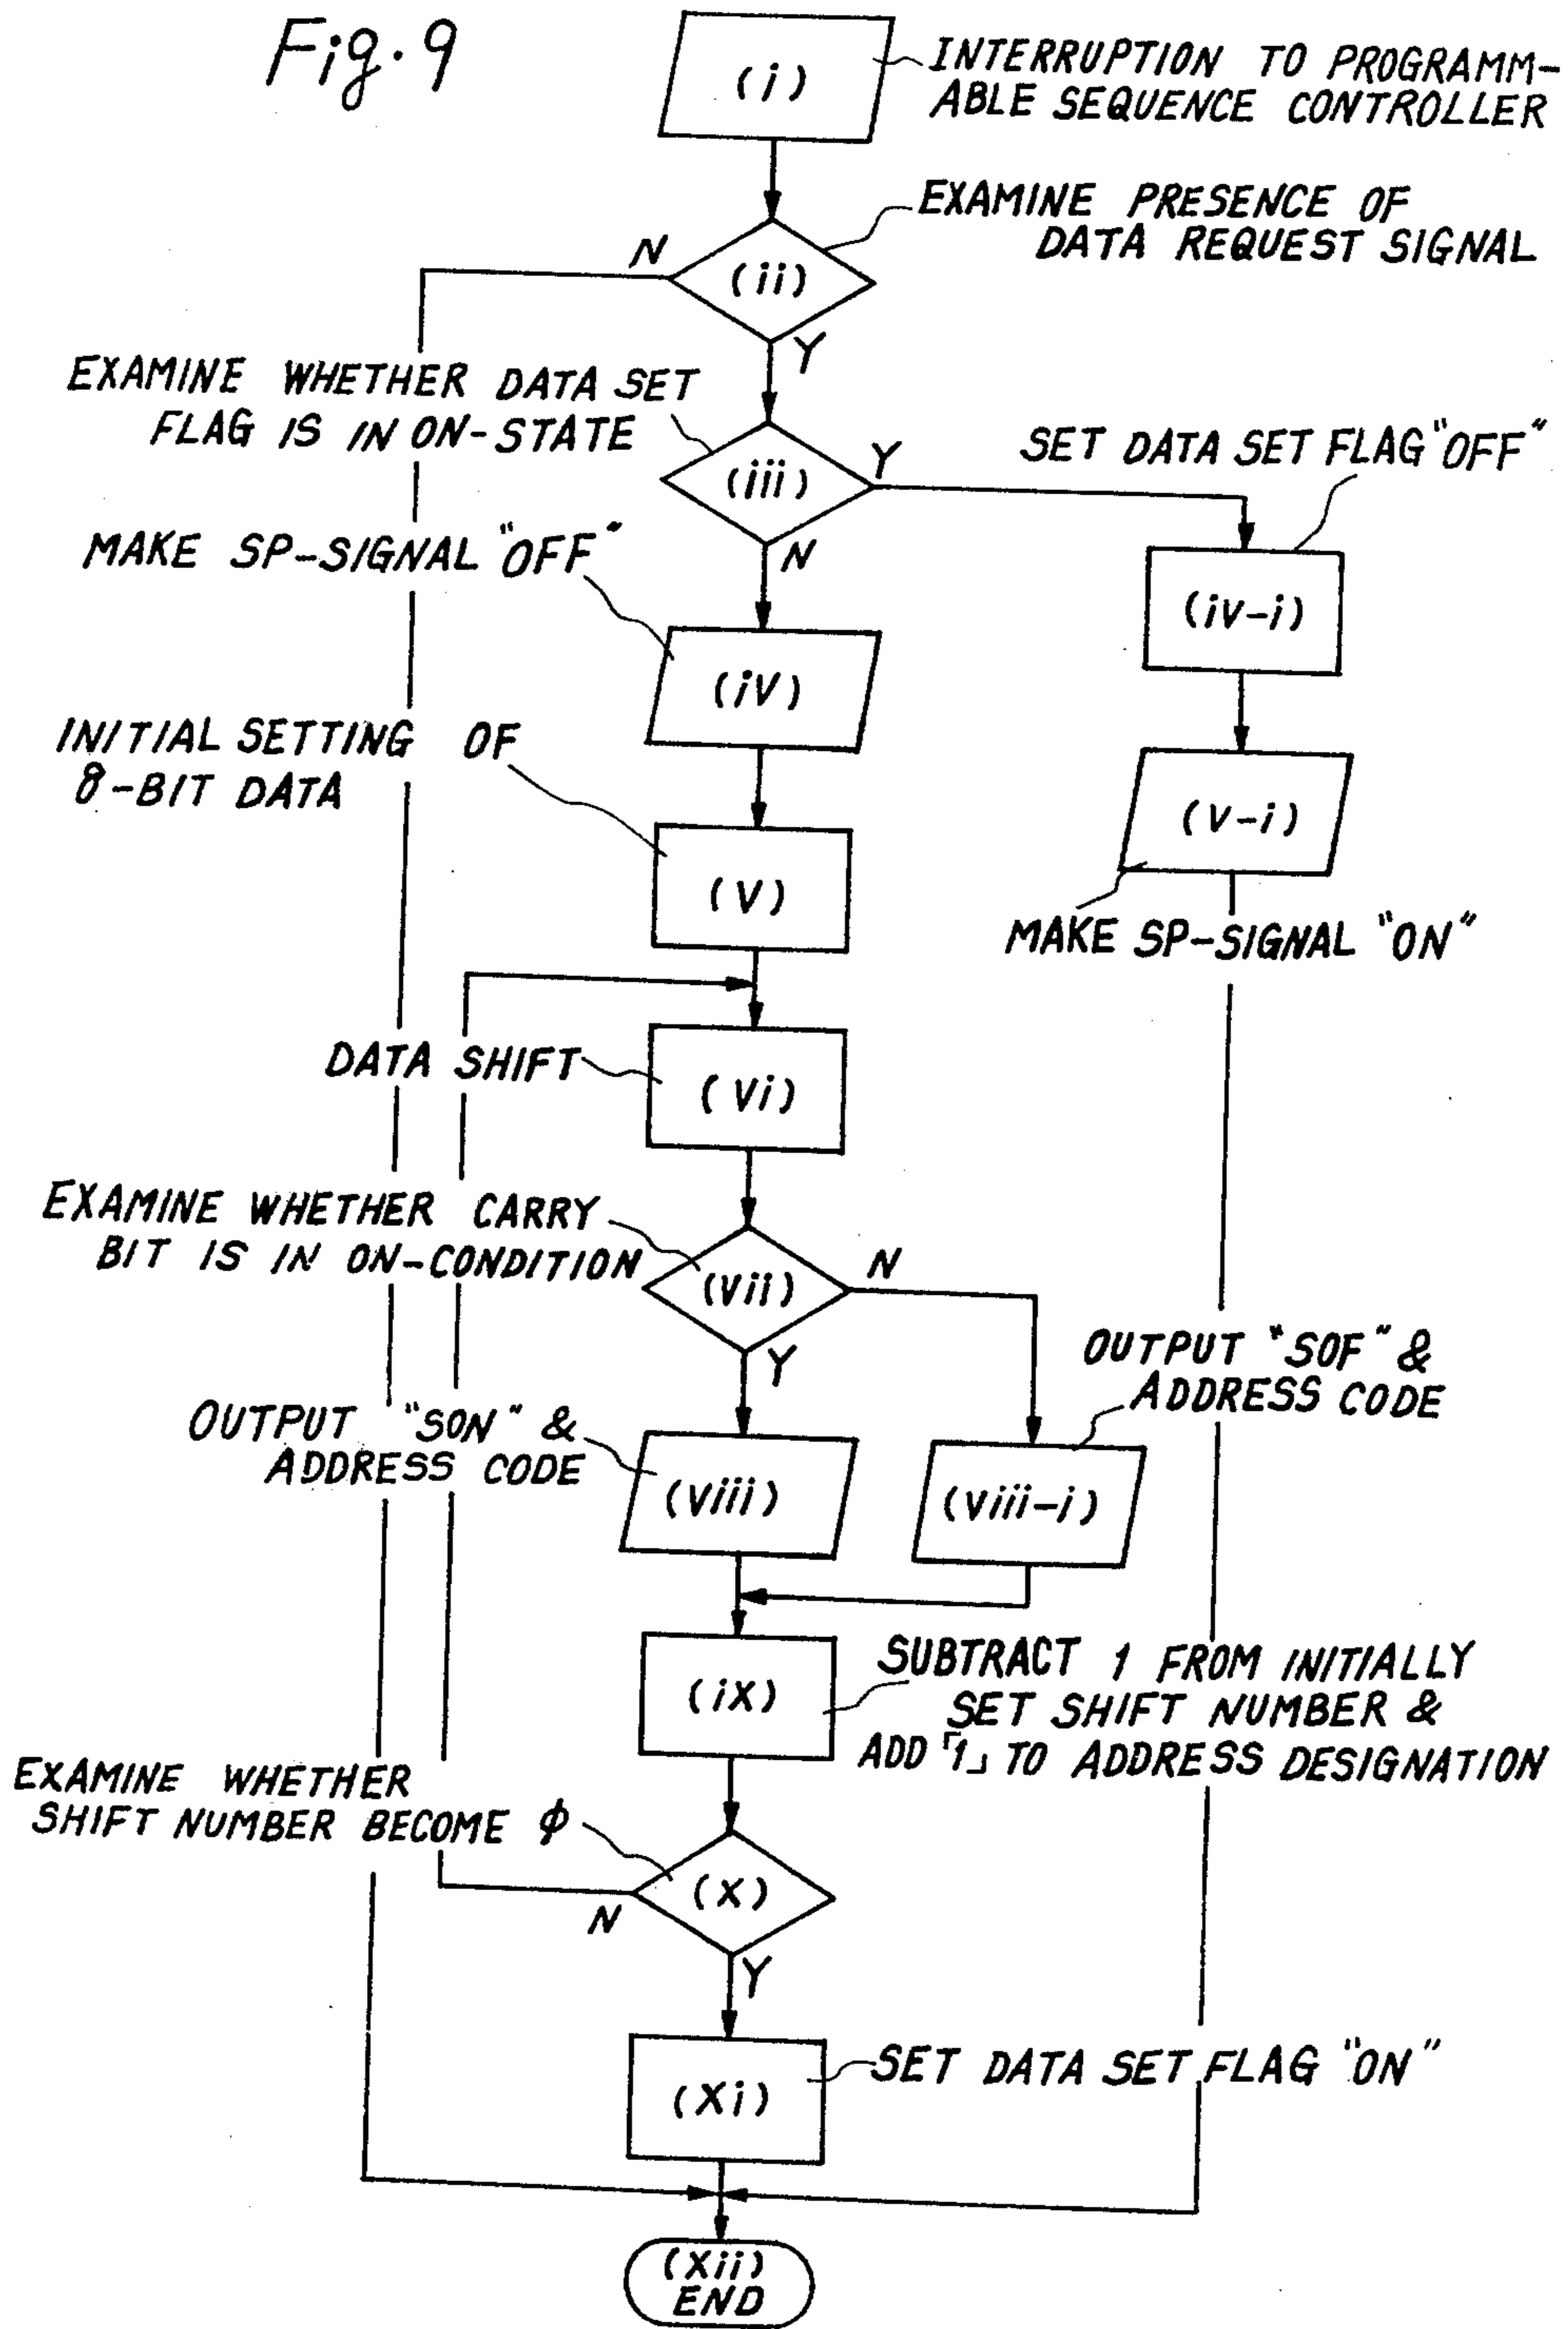 Fig. 9
(i)
INTERRUPTION TO PROGRAMM-
ABLE SEQUENCE CONTROLLER
EXAMINE PRESENCE OF
DATA REQUEST SIGNAL
N
(ii)
Y
EXAMINE WHETHER DATA SET
FLAG IS IN ON-STATE
(iii)
Y
SET DATA SET FLAG "OFF"
N
MAKE SP-SIGNAL "OFF"
(iv-i)
(iv)
INITIAL SETTING OF
8-BIT DATA
(v-i)
(v)
MAKE SP-SIGNAL "ON"
DATA SHIFT
(vi)
EXAMINE WHETHER CARRY
BIT IS IN ON-CONDITION
(vii)
N
Y
OUTPUT "SOF" &
ADDRESS CODE
OUTPUT "SON" &
ADDRESS CODE
(viii)
(viii-i)
(ix)
SUBTRACT 1 FROM INITIALLY
SET SHIFT NUMBER &
ADD「1」TO ADDRESS DESIGNATION
EXAMINE WHETHER
SHIFT NUMBER BECOME φ
(x)
N
Y
(xi)
SET DATA SET FLAG "ON"
(xii)
END